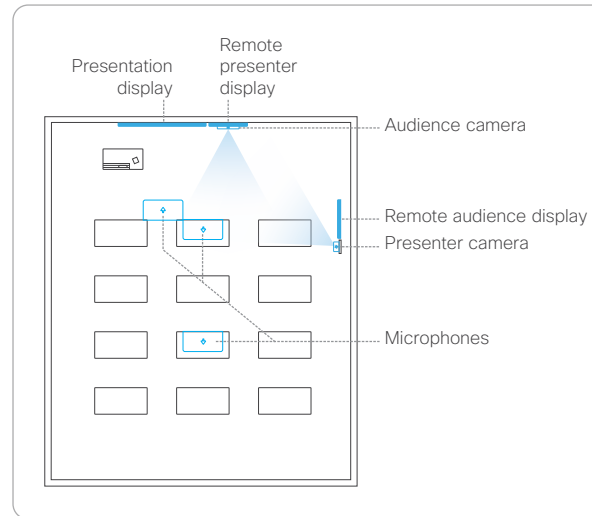 Presentation
display
Remote
presenter
display
Audience camera
Remote audience display
Presenter camera
Microphones